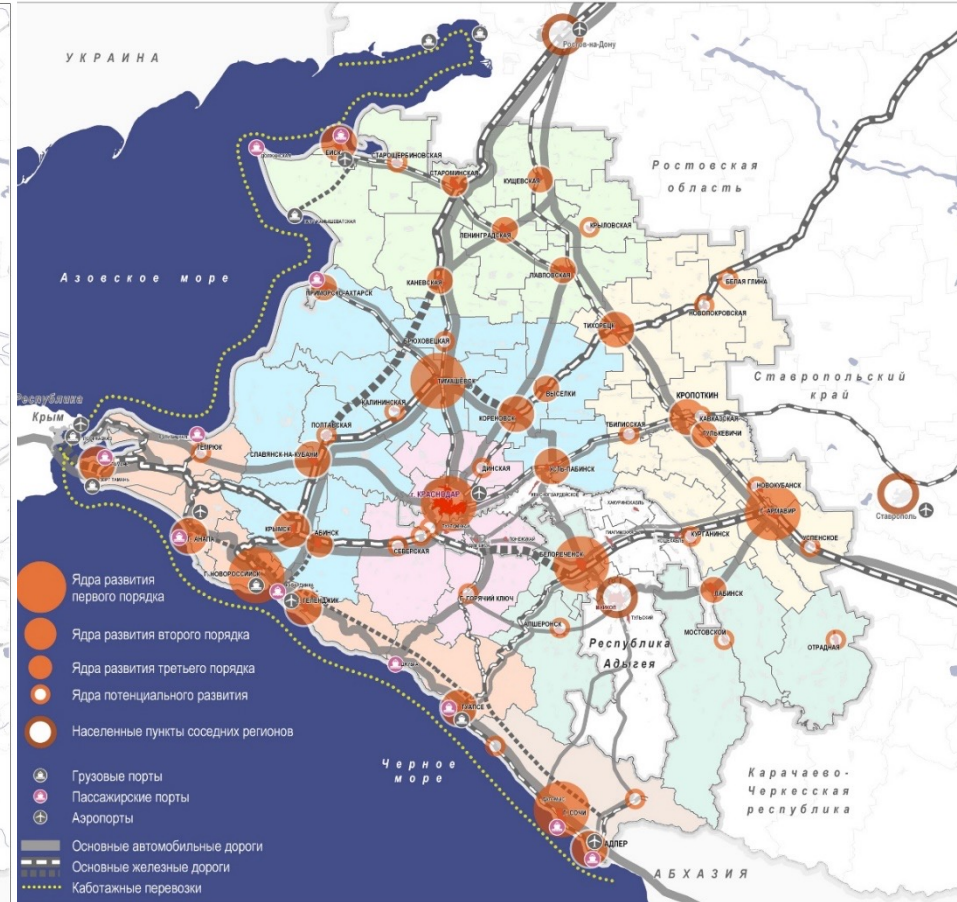 УКРАИНА
Ростов-на-Дону
Ростовская
область
ЕЙСК
СТАРОЩЕРБИНОВСКАЯ
СТАРОМИНСКАЯ
КУЩЕВСКАЯ
ЛЕНИНГРАДСКАЯ
КРЫЛОВСКАЯ
Азовское море
КАНЕВСКАЯ
ПАВЛОВСКАЯ
БЕЛАЯ ГЛИНА
ПРИМОРСКО-АХТАРСК
НОВОПОКРОВСКАЯ
ТИХОРЕЦК
БРЮХОВЕЦКАЯ
Ставропольский
край
ТИМАШЕВСК
ВЫСЕЛКИ
КРОПОТКИН
Республика
Крым
КАЛИНИНСКАЯ
КОРЕНОВСК
КАВКАЗСКАЯ
ПОЛТАВСКАЯ
ТБИЛИССКАЯ
ГУЛЬКЕВИЧИ
ТЕМРЮК
СЛАВЯНСК-НА-КУБАНИ
ДИНСКАЯ
УСТЬ-ЛАБИНСК
НОВОКУБАНСК
КРАСНОДАР
Ставрополь
АРМАВИР
КРЫМСК
АБИНСК
Г. АНАПА
СЕВЕРСКАЯ
КУРГАНИНСК
УСПЕНСКОЕ
БЕЛОРЕЧЕНСК
Г. НОВОРОССИЙСК
Г. ГЕЛЕНДЖИК
Г. ГОРЯЧИЙ КЛЮЧ
ЛАБИНСК
АПШЕРОНСК
МОСТОВСКОЙ
ОТРАДНАЯ
Республика
Адыгея
ТУАПСЕ
Черное
море
Карачаево-
Черкесская
республика
Г. СОЧИ
АДЛЕР
АБХАЗИЯ
Ядра развития
первого порядка
Ядра развития второго порядка
Ядра развития третьего порядка
Ядра потенциального развития
Населенные пункты соседних регионов
Грузовые порты
Пассажирские порты
Аэропорты
Основные автомобильные дороги
Основные железные дороги
Каботажные перевозки